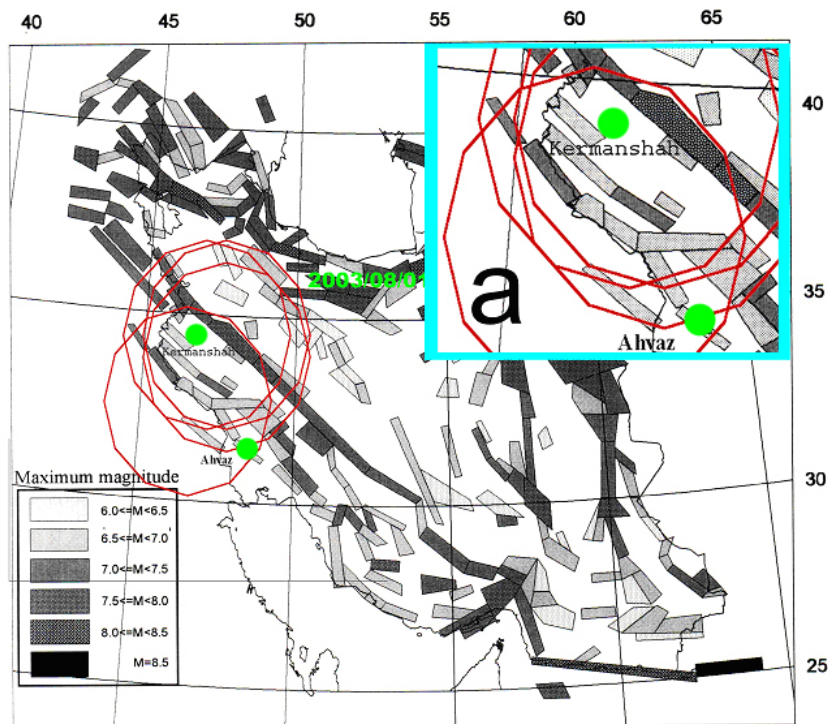 40 45 50 55 60 65
40
Kermanshah
a
2003/08/01
35
Ahvaz
Kermanshah
Ahvaz
Maximum magnitude
30
6.0<=M<6.5
6.5<=M<7.0
7.0<=M<7.5
7.5<=M<8.0
8.0<=M<8.5
M=8.5
25